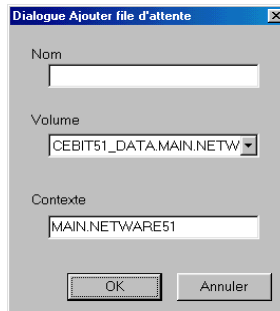 Dialogue Ajouter file d'attente
Nom
Volume
CEBIT51_DATA.MAIN.NETW
Contexte
MAIN.NETWARE51
OK
Annuler